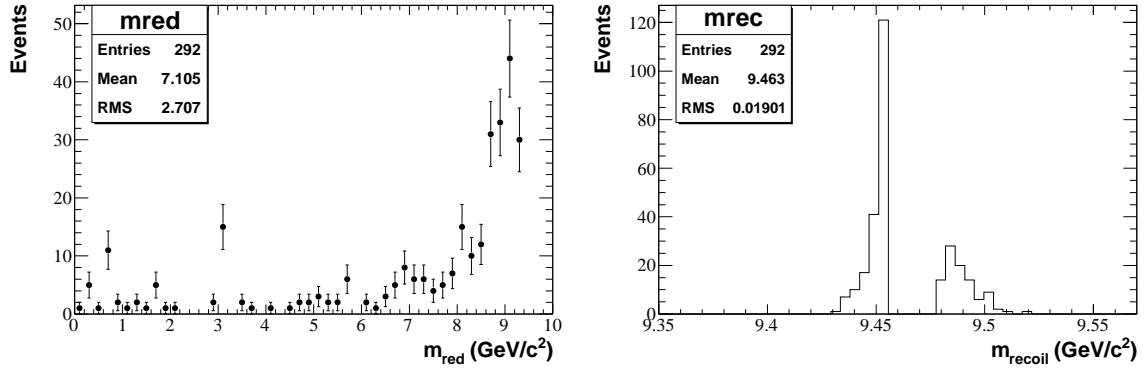 Events
50
40
30
20
10
0
mred
Entries 292
Mean 7.105
RMS 2.707
0 1 2 3 4 5 6 7 8 9 10
m_red (GeV/c²)
Events
120
100
80
60
40
20
0
mrec
Entries 292
Mean 9.463
RMS 0.01901
9.35 9.4 9.45 9.5 9.55
m_recoil (GeV/c²)